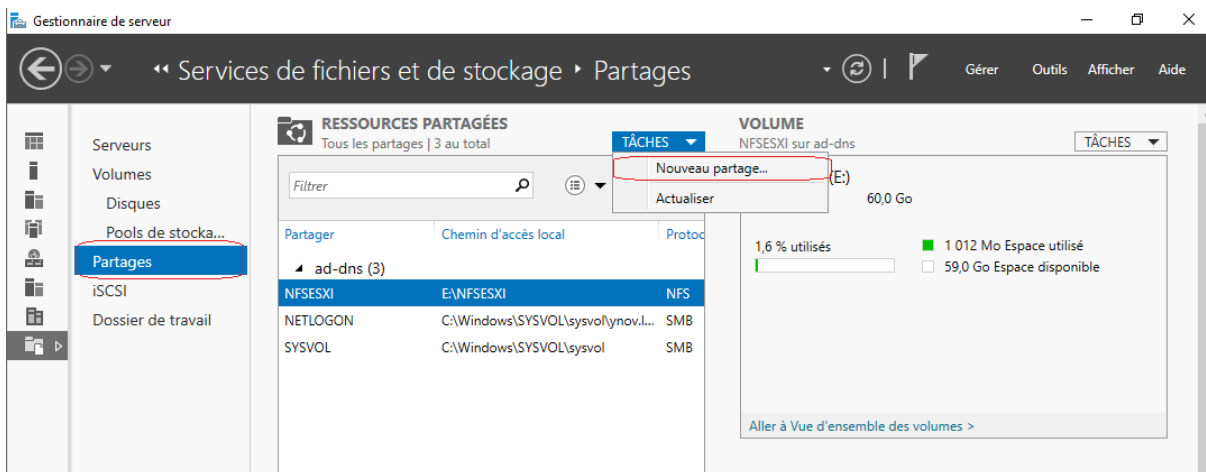 Gestionnaire de serveur
Services de fichiers et de stockage ‣ Partages
Gérer Outils Afficher Aide
Serveurs
Volumes
Disques
Pools de stocka...
Partages
iSCSI
Dossier de travail
RESSOURCES PARTAGÉES
Tous les partages | 3 au total
TÂCHES
Nouveau partage...
Actualiser
Filtrer
Partager Chemin d'accès local Protoc
ad-dns (3)
NFSESXI E:\NFSESXI NFS
NETLOGON C:\Windows\SYSVOL\sysvol\ynov.l... SMB
SYSVOL C:\Windows\SYSVOL\sysvol SMB
VOLUME
NFSESXI sur ad-dns
TÂCHES
(E:)
60,0 Go
1,6 % utilisés
1 012 Mo Espace utilisé
59,0 Go Espace disponible
Aller à Vue d'ensemble des volumes >